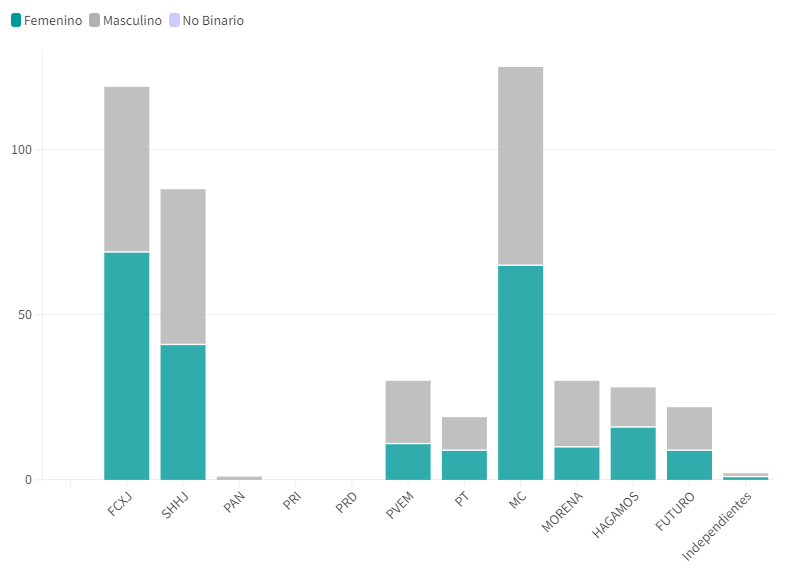 Femenino Masculino No Binario
100
50
0
FCXJ SHHJ PAN PRI PRD PVEM PT MC MORENA HAGAMOS FUTURO Independientes